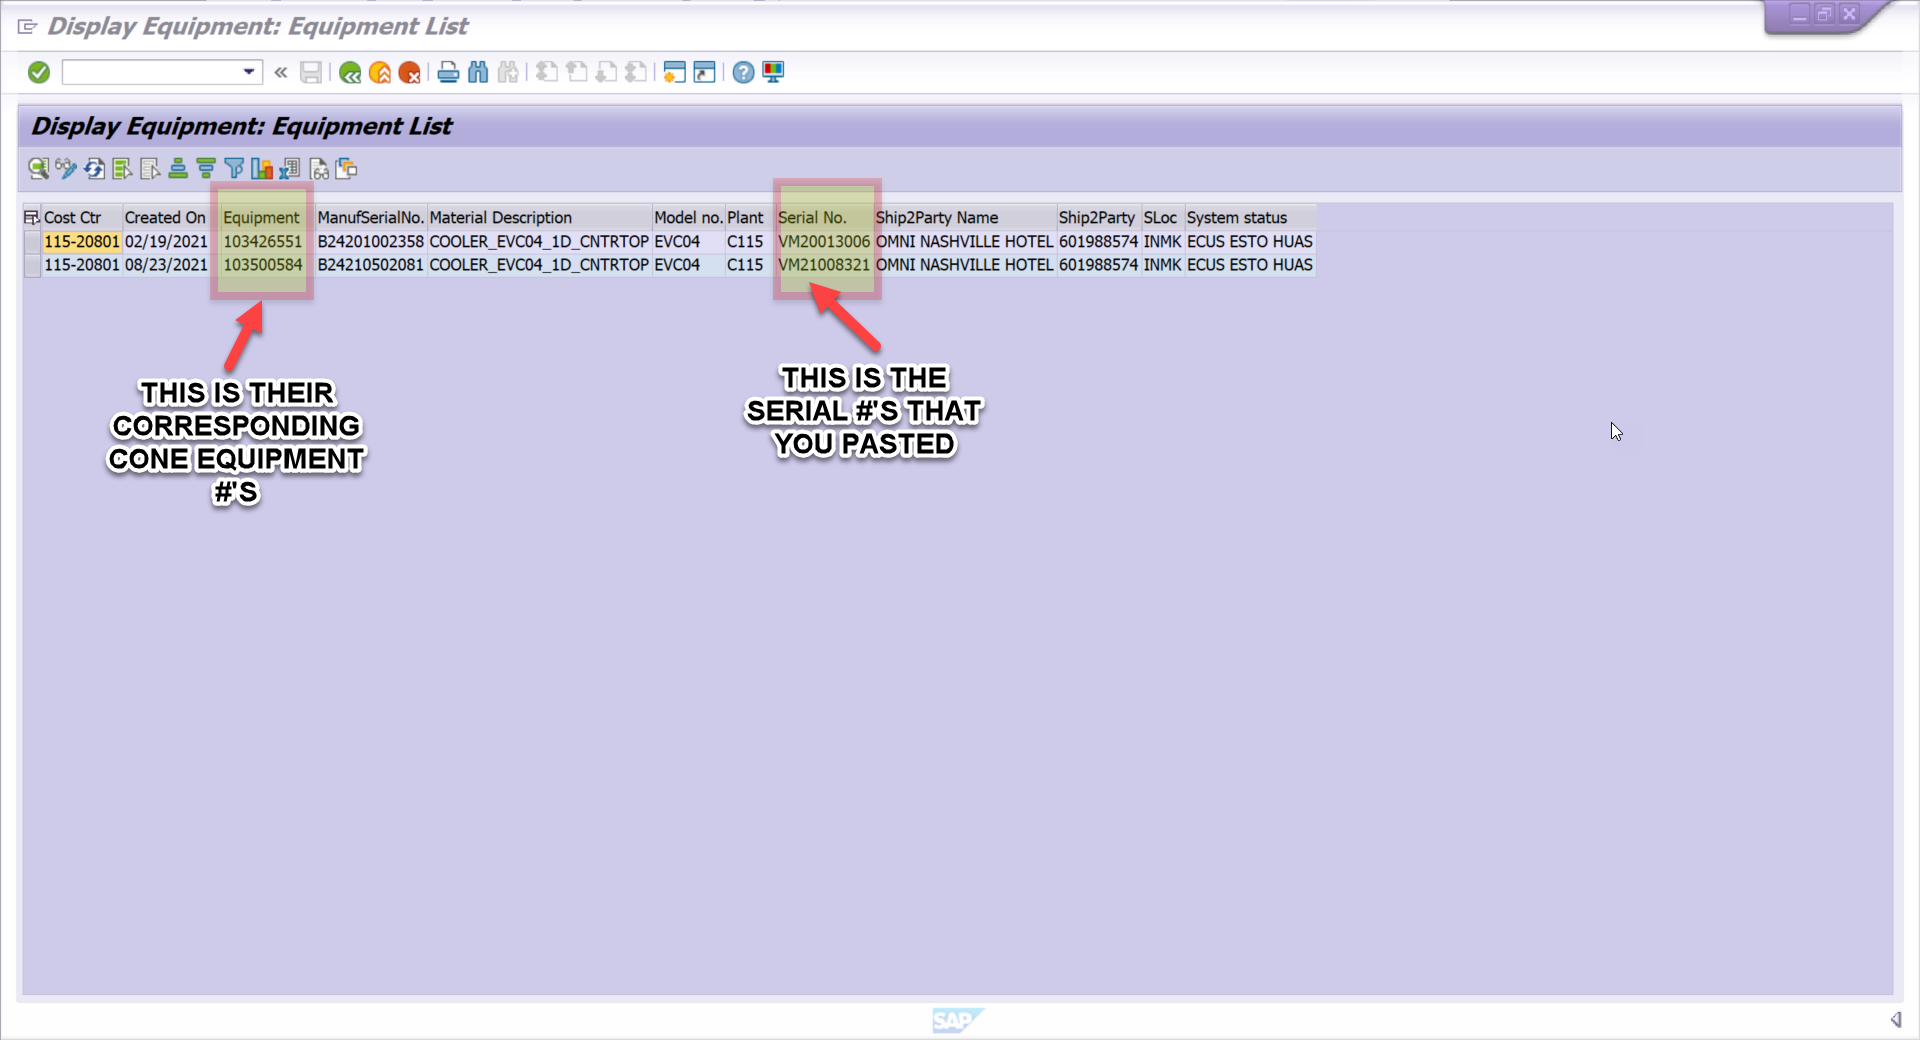 Display Equipment: Equipment List
Display Equipment: Equipment List
Cost Ctr Created On Equipment ManufSerialNo. Material Description Model no. Plant Serial No. Ship2Party Name Ship2Party SLoc System status
115-20801 02/19/2021 103426551 B24201002358 COOLER_EVC04_1D_CNTRTOP EVC04 C115 VM20013006 OMNI NASHVILLE HOTEL 601988574 INMK ECUS ESTO HUAS
115-20801 08/23/2021 103500584 B24210502081 COOLER_EVC04_1D_CNTRTOP EVC04 C115 VM21008321 OMNI NASHVILLE HOTEL 601988574 INMK ECUS ESTO HUAS
THIS IS THEIR
CORRESPONDING
CONE EQUIPMENT
#'S
THIS IS THE
SERIAL #'S THAT
YOU PASTED
SAP